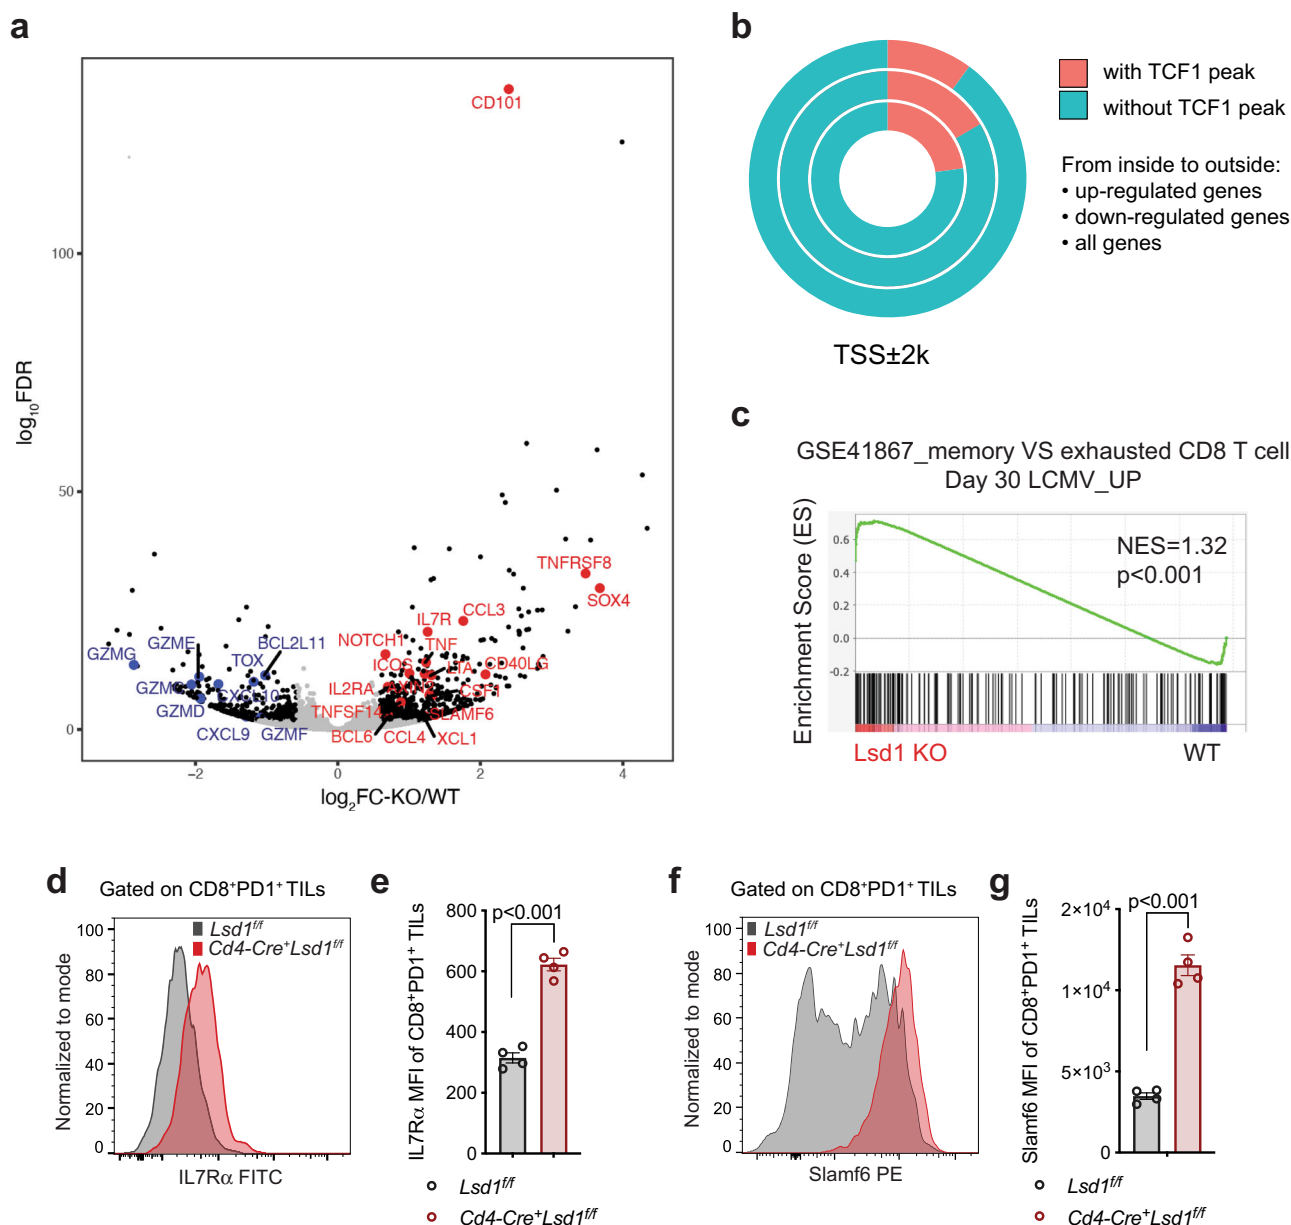 a
CD101
100
50
0
log₁₀FDR
TNFRSF8
SOX4
CCL3
IL7R
NOTCH1
TNF
ICOS
LTA
CD40LG
IL2RA
AXIN2
CSF1
TNFSF14
SLAMF6
BCL6
CCL4
XCL1
GZMG
GZME
BCL2L11
TOX
CXCL10
GZMD
CXCL9
GZMF
−2
0
2
4
log₂FC-KO/WT
b
with TCF1 peak
without TCF1 peak
From inside to outside:
• up-regulated genes
• down-regulated genes
• all genes
TSS±2k
c
GSE41867_memory VS exhausted CD8 T cell
Day 30 LCMV_UP
Enrichment Score (ES)
0.6
0.4
0.2
0.0
-0.2
NES=1.32
p<0.001
Lsd1 KO
WT
d
Gated on CD8⁺PD1⁺ TILs
Lsd1ᶠ/ᶠ
Cd4-Cre⁺Lsd1ᶠ/ᶠ
Normalized to mode
100
80
60
40
20
0
IL7Rα FITC
e
IL7Rα MFI of CD8⁺PD1⁺ TILs
800
600
400
200
0
p<0.001
Lsd1ᶠ/ᶠ
Cd4-Cre⁺Lsd1ᶠ/ᶠ
f
Gated on CD8⁺PD1⁺ TILs
Lsd1ᶠ/ᶠ
Cd4-Cre⁺Lsd1ᶠ/ᶠ
Normalized to mode
100
80
60
40
20
0
Slamf6 PE
g
Slamf6 MFI of CD8⁺PD1⁺ TILs
2×10⁴
1×10⁴
5×10³
0
p<0.001
Lsd1ᶠ/ᶠ
Cd4-Cre⁺Lsd1ᶠ/ᶠ